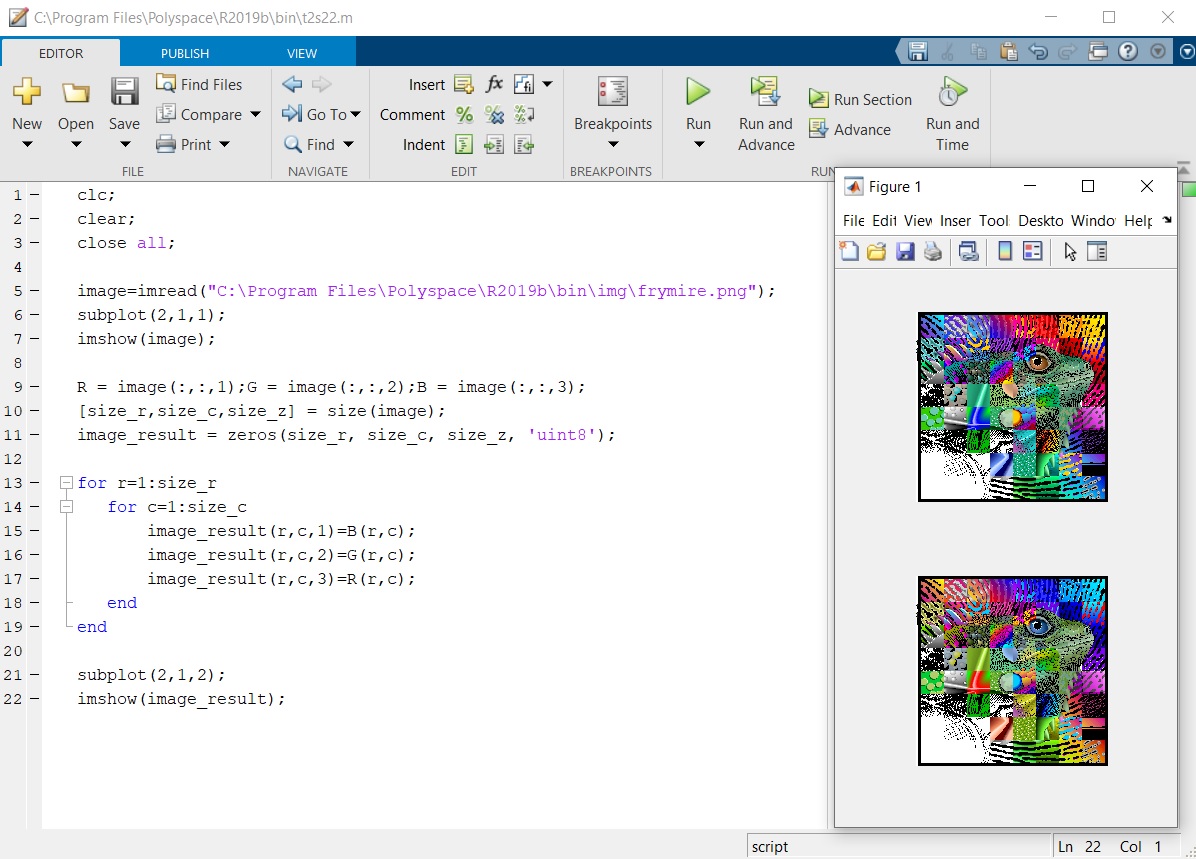 C:\Program Files\Polyspace\R2019b\bin\t2s22.m
EDITOR PUBLISH VIEW
New Open Save
Find Files
Compare
Print
FILE
Go To
Find
NAVIGATE
Insert
Comment
Indent
EDIT
Breakpoints
BREAKPOINTS
Run
Run and
Advance
Run Section
Advance
Run and
Time
RUN
1 clc;
2 clear;
3 close all;
4
5 image=imread("C:\Program Files\Polyspace\R2019b\bin\img\frymire.png");
6 subplot(2,1,1);
7 imshow(image);
8
9 R = image(:,:,1);G = image(:,:,2);B = image(:,:,3);
10 [size_r,size_c,size_z] = size(image);
11 image_result = zeros(size_r, size_c, size_z, 'uint8');
12
13 for r=1:size_r
14 for c=1:size_c
15 image_result(r,c,1)=B(r,c);
16 image_result(r,c,2)=G(r,c);
17 image_result(r,c,3)=R(r,c);
18 end
19 end
20
21 subplot(2,1,2);
22 imshow(image_result);
Figure 1
File Edit View Inser Tool Deskto Windo Help
script
Ln 22 Col 1